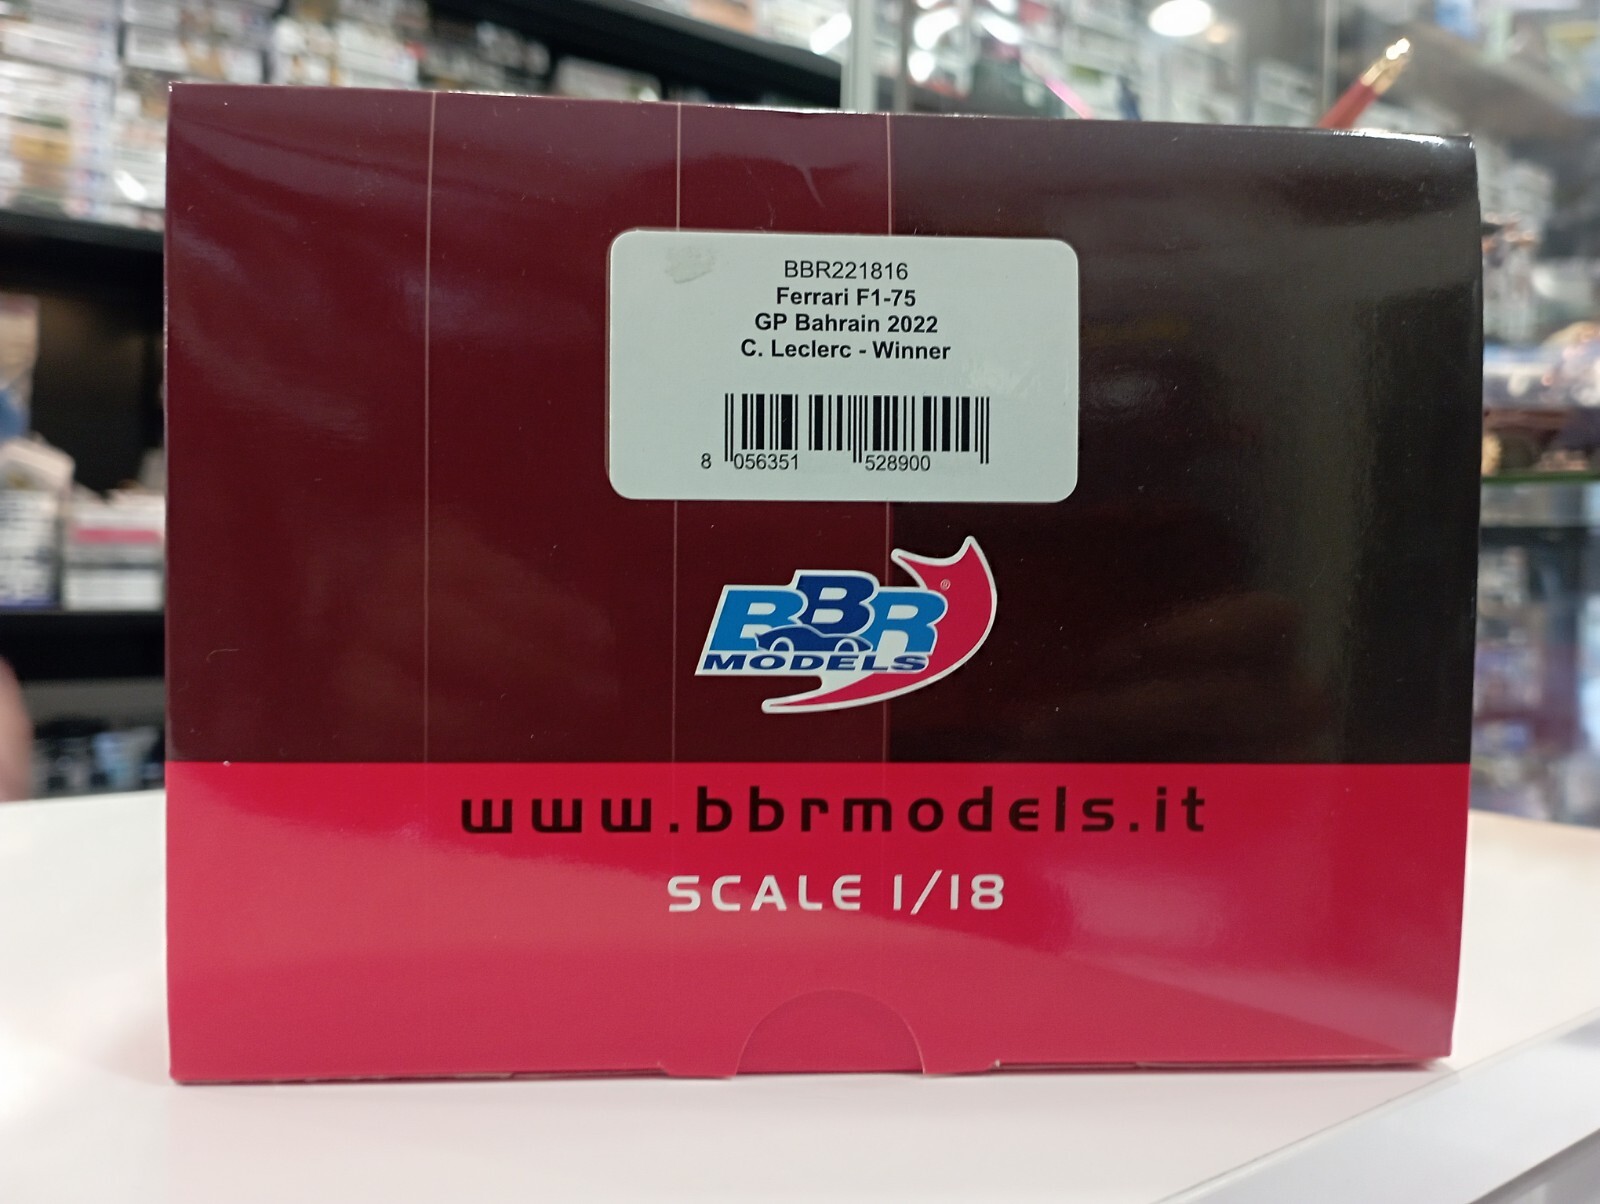 BBR221816
Ferrari F1-75
GP Bahrain 2022
C. Leclerc - Winner
8 056351 528900
BBR ®
MODELS
www.bbrmodels.it
SCALE 1/18